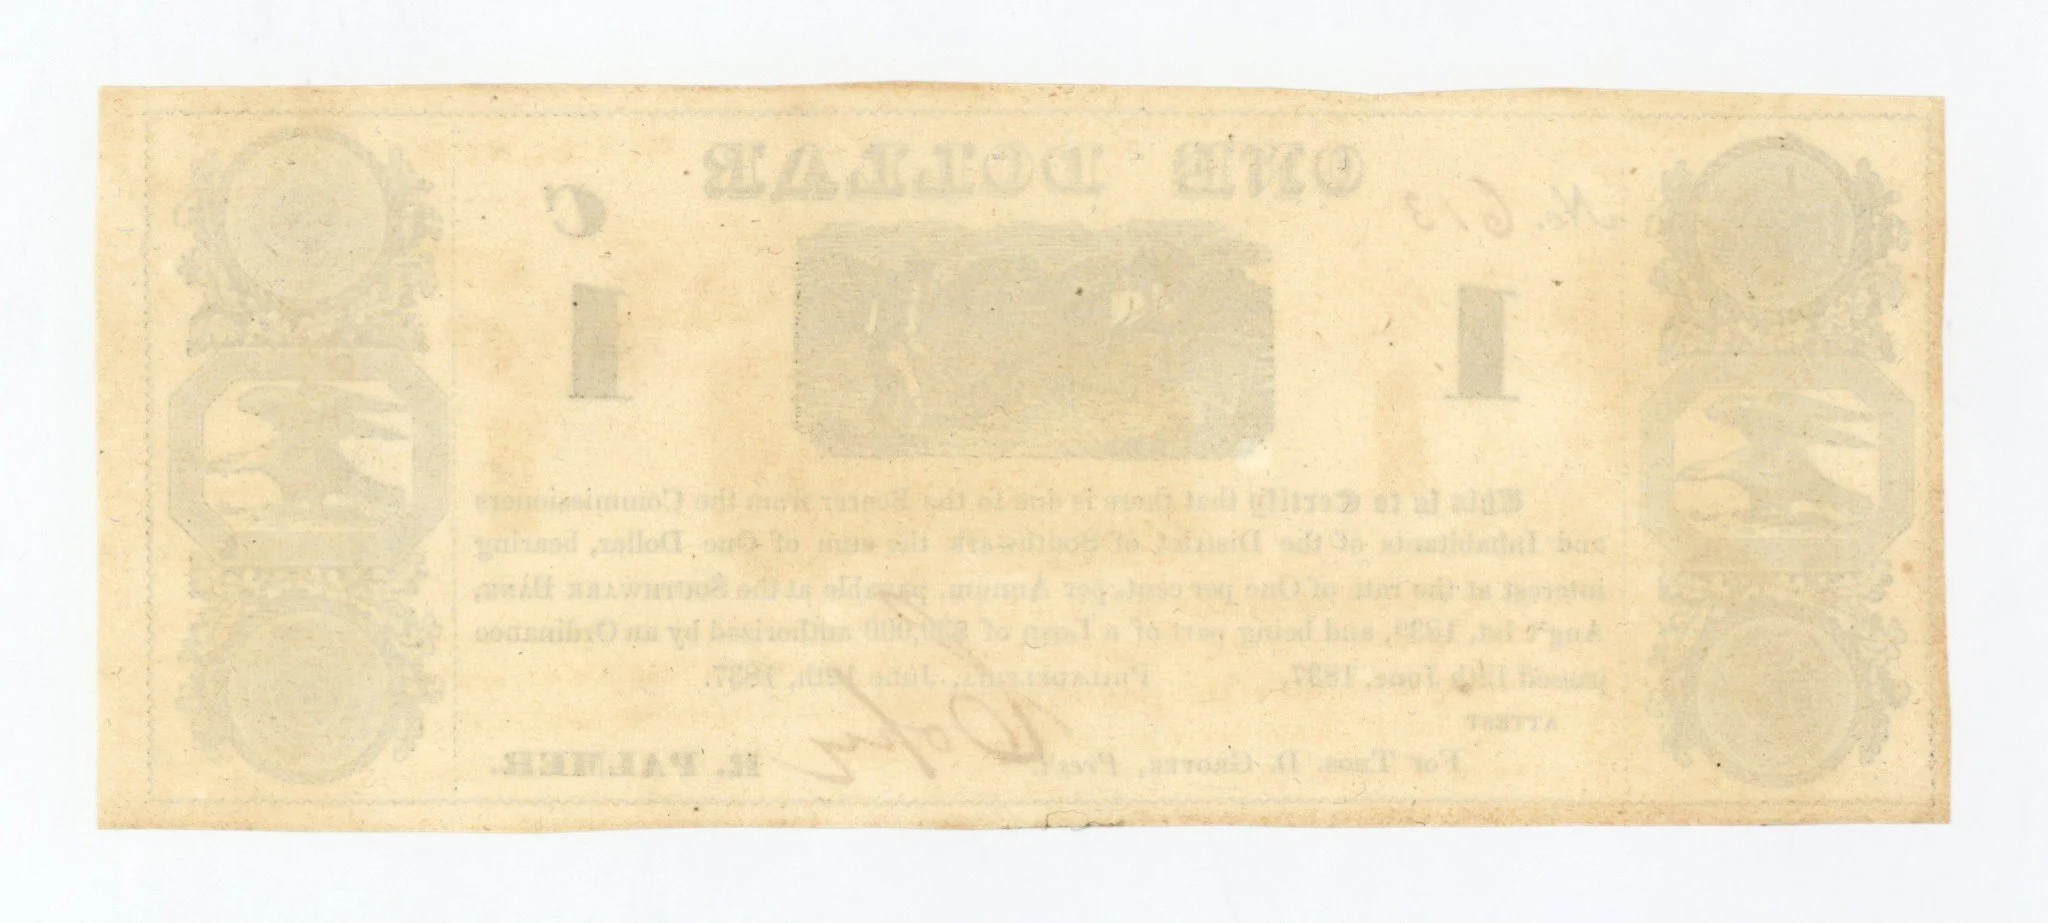 ONE DOLLAR
No. 613 C
1 1
This is to Certify that there is due to the Bearer from the Commissioners
and Inhabitants of the District of Southwark the sum of One Dollar, bearing
interest at the rate of One per cent. per Annum, payable at the SOUTHWARK BANK,
Aug't 1st, and being part of a Loan of authorized by an Ordinance
passed June, 1837. PHILADELPHIA, June 1837.
ATTEST
For THOS. D. GROVER, Pres't. R. PALMER.